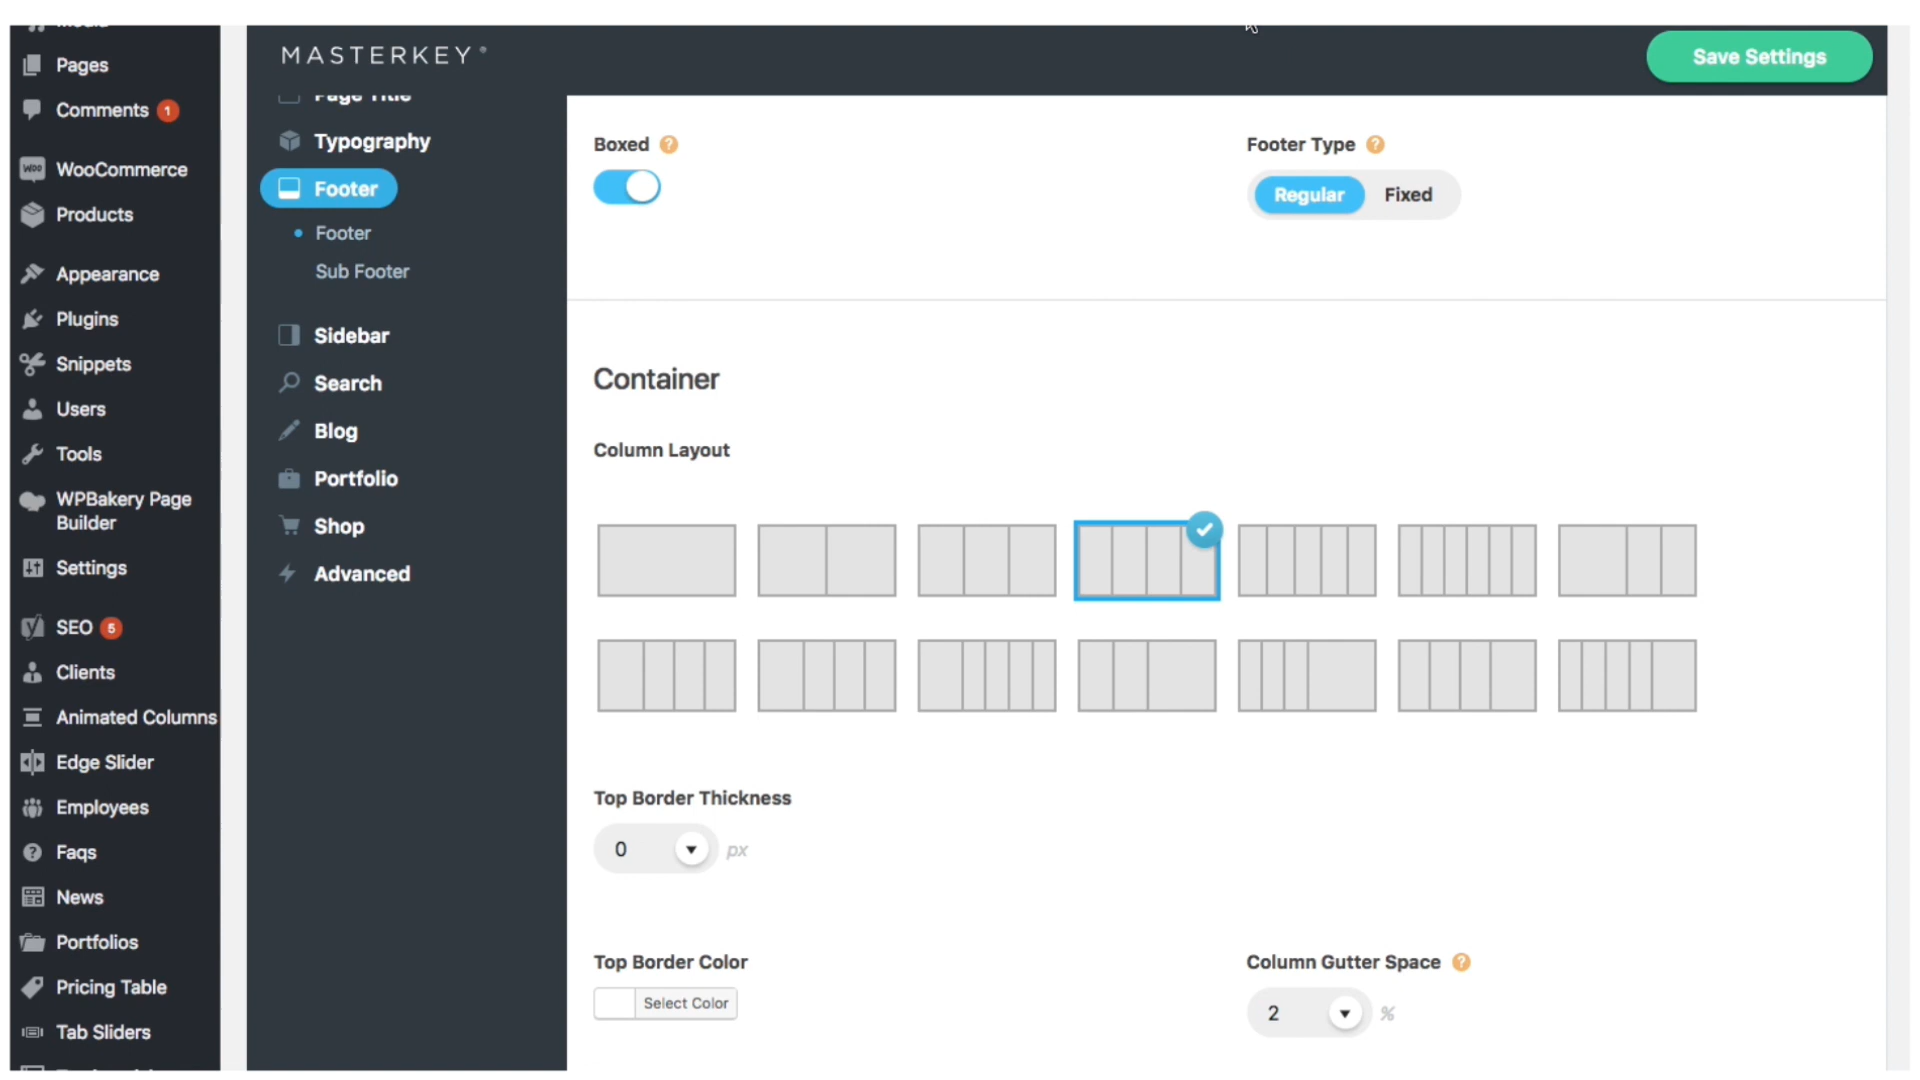 Pages
Comments 1
WooCommerce
Products
Appearance
Plugins
Snippets
Users
Tools
WPBakery Page
Builder
Settings
SEO 5
Clients
Animated Columns
Edge Slider
Employees
Faqs
News
Portfolios
Pricing Table
Tab Sliders
MASTERKEY
Save Settings
Page Title
Typography
Footer
Footer
Sub Footer
Sidebar
Search
Blog
Portfolio
Shop
Advanced
Boxed ?
Footer Type ?
Regular Fixed
Container
Column Layout
Top Border Thickness
0 px
Top Border Color
Select Color
Column Gutter Space ?
2 %